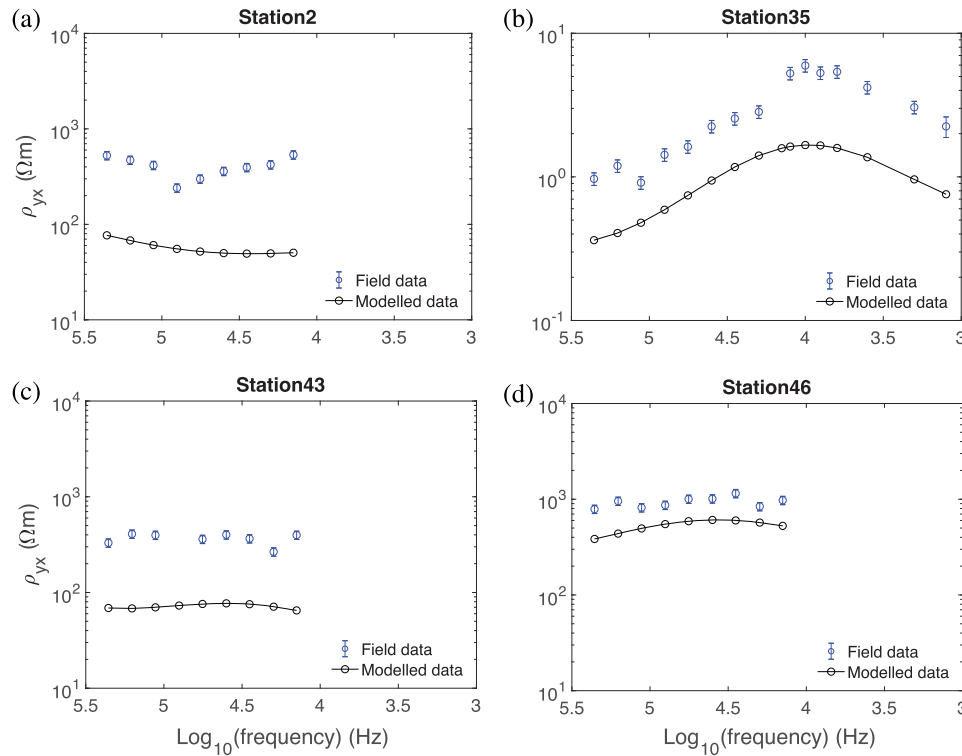 (a) Station2
10^4
10^3
10^2
10^1
ρ_yx (Ωm)
5.5 5 4.5 4 3.5 3
Field data
Modelled data
(b) Station35
10^1
10^0
10^-1
5.5 5 4.5 4 3.5 3
Field data
Modelled data
(c) Station43
10^4
10^3
10^2
10^1
ρ_yx (Ωm)
5.5 5 4.5 4 3.5 3
Log_10(frequency) (Hz)
Field data
Modelled data
(d) Station46
10^4
10^3
10^2
10^1
5.5 5 4.5 4 3.5 3
Log_10(frequency) (Hz)
Field data
Modelled data